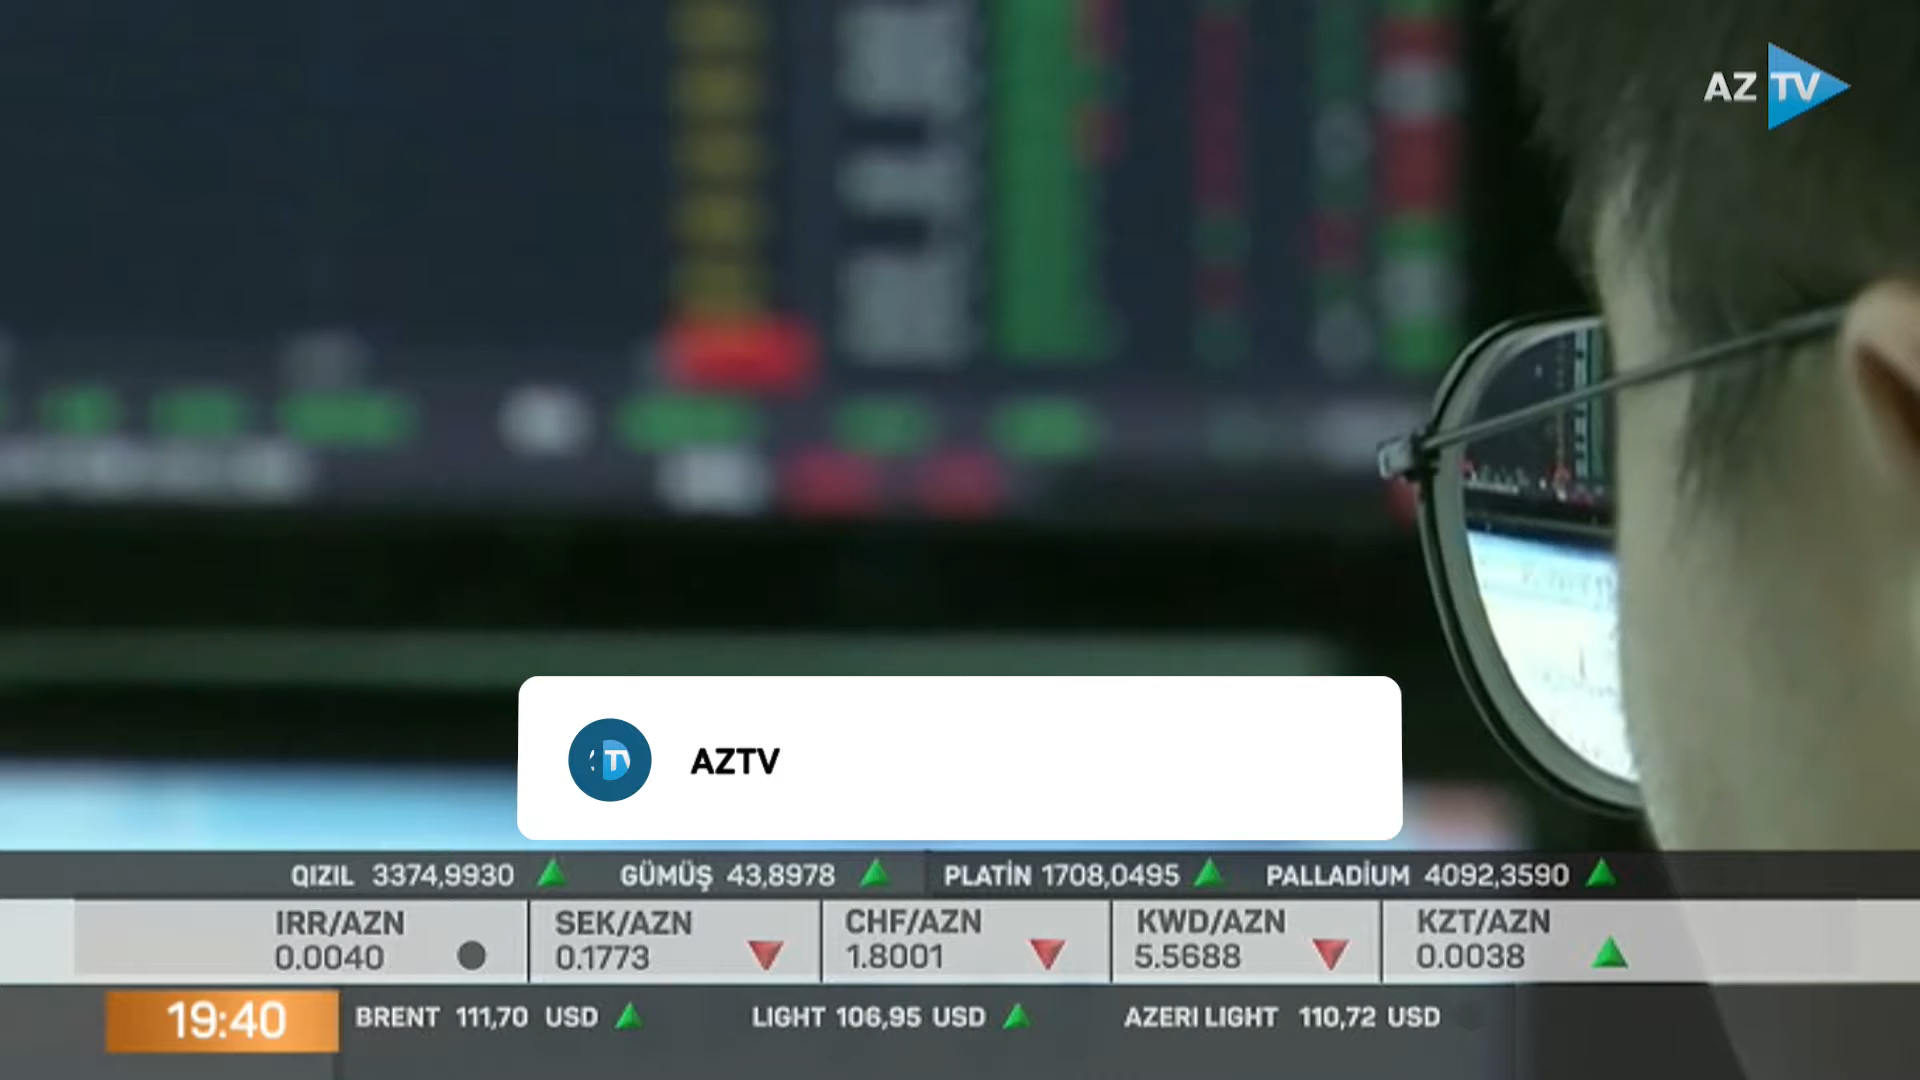 AZ TV
AZTV
QIZIL 3374,9930 GÜMÜŞ 43,8978 PLATİN 1708,0495 PALLADİUM 4092,3590
IRR/AZN SEK/AZN CHF/AZN KWD/AZN KZT/AZN
0.0040 0.1773 1.8001 5.5688 0.0038
19:40 BRENT 111,70 USD LIGHT 106,95 USD AZERI LIGHT 110,72 USD